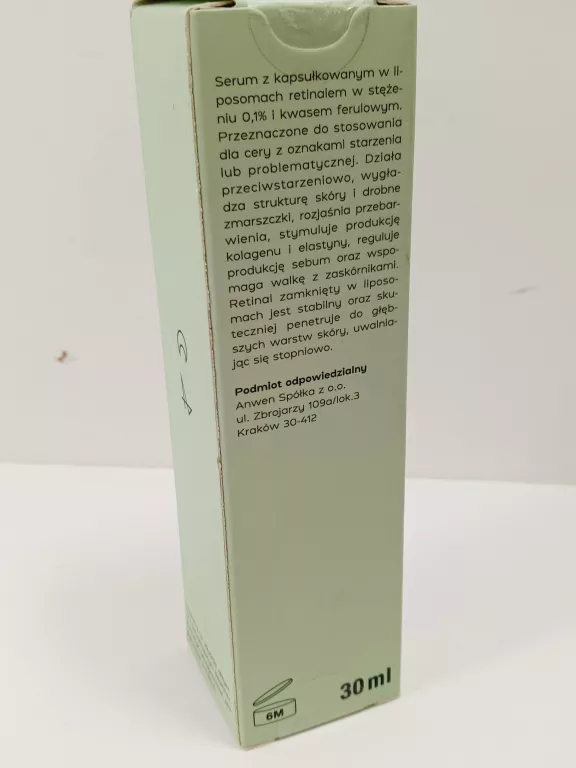 Serum z kapsułkowanym w li-
posomach retinalem w stęże-
niu 0,1% i kwasem ferulowym.
Przeznaczone do stosowania
dla cery z oznakami starzenia
lub problematycznej. Działa
przeciwstarzeniowo, wygła-
dza strukturę skóry i drobne
zmarszczki, rozjaśnia przebar-
wienia, stymuluje produkcję
kolagenu i elastyny, reguluje
produkcję sebum oraz wspo-
maga walkę z zaskórnikami.
Retinal zamknięty w liposo-
mach jest stabilny oraz sku-
teczniej penetruje do głęb-
szych warstw skóry, uwalnia-
jąc się stopniowo.
Podmiot odpowiedzialny
Anwen Spółka z o.o.
ul. Zbrojarzy 109a/lok.3
Kraków 30-412
6M
30 ml